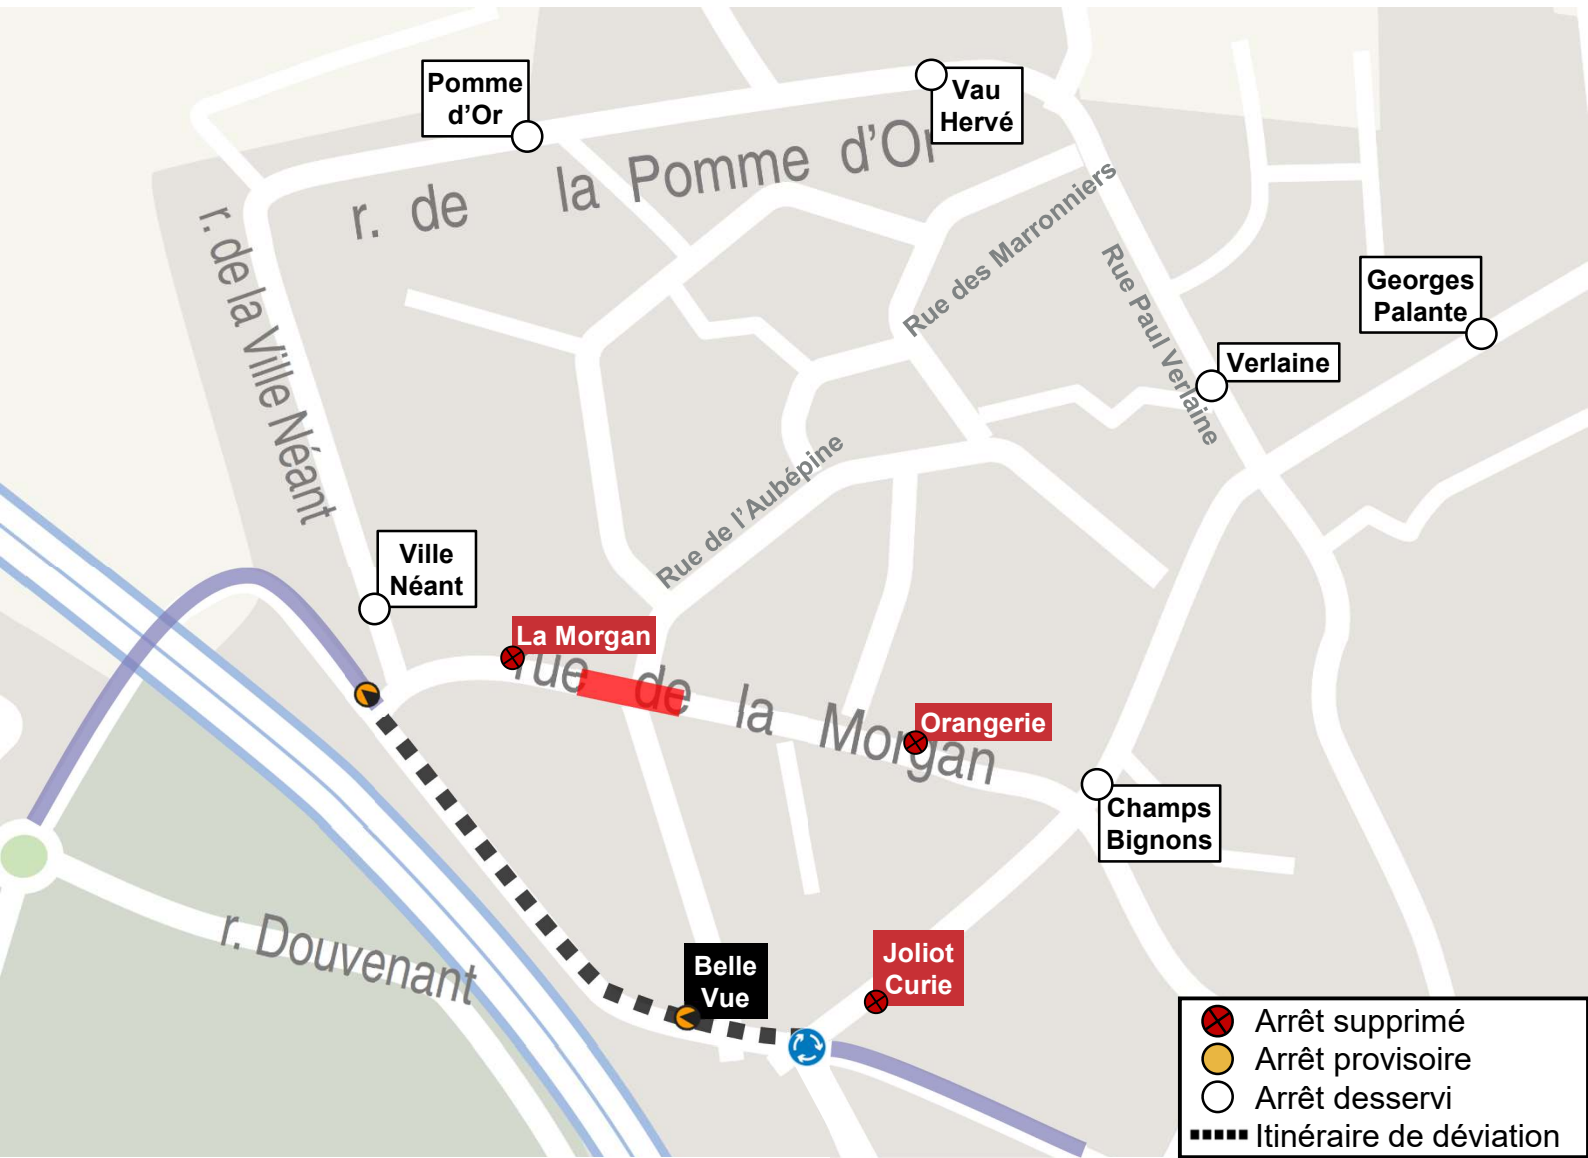 Pomme
d'Or
Vau
Hervé
r. de la Pomme d'Or
r. de la Ville Néant
Rue des Marronniers
Rue Paul Verlaine
Georges
Palante
Verlaine
Rue de l'Aubépine
Ville
Néant
La Morgan
rue de la Morgan
Orangerie
Champs
Bignons
r. Douvenant
Belle
Vue
Joliot
Curie
Arrêt supprimé
Arrêt provisoire
Arrêt desservi
Itinéraire de déviation